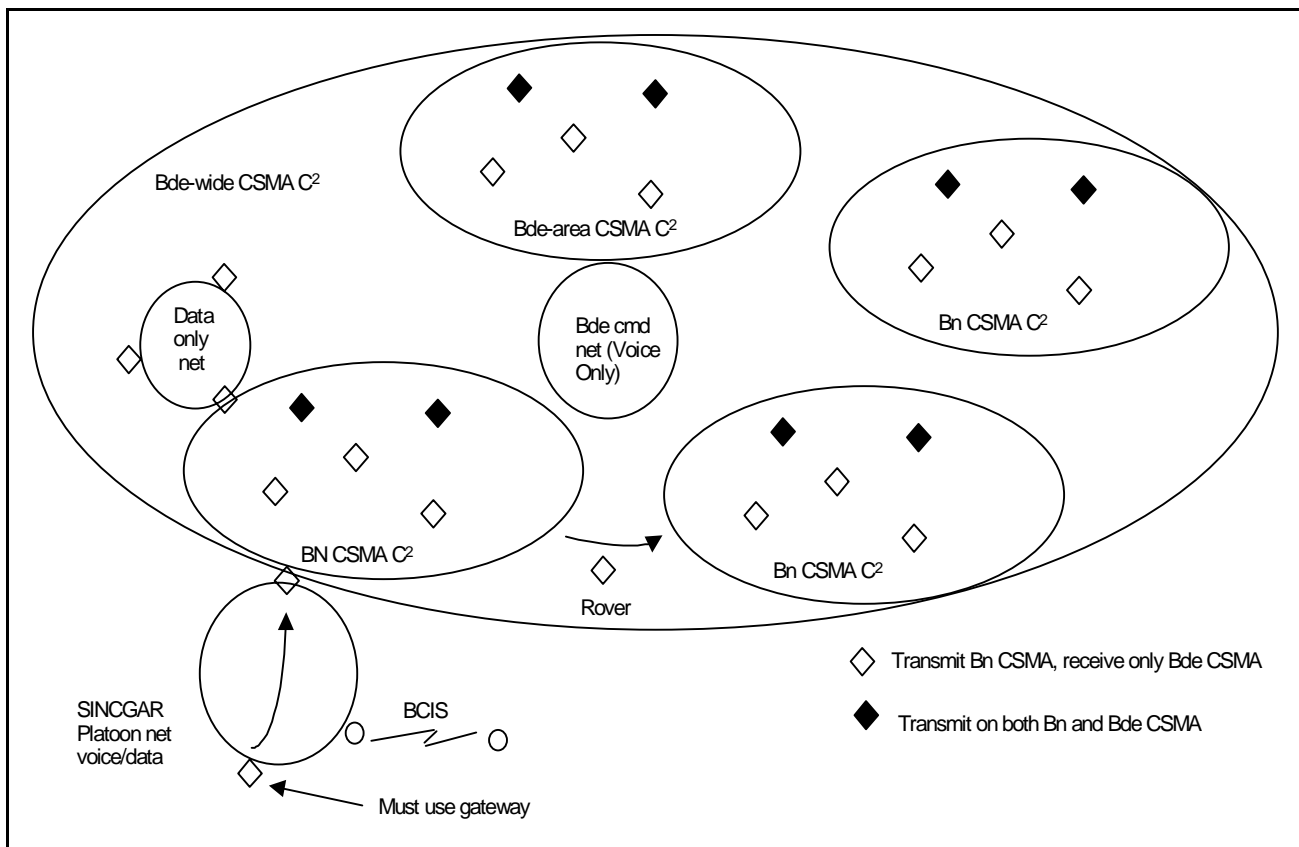 Bde-wide CSMA C²
Bde-area CSMA C²
Bn CSMA C²
Data
only
net
Bde cmd
net (Voice
Only)
BN CSMA C²
Bn CSMA C²
Rover
Transmit Bn CSMA, receive only Bde CSMA
Transmit on both Bn and Bde CSMA
SINCGAR
Platoon net
voice/data
BCIS
Must use gateway